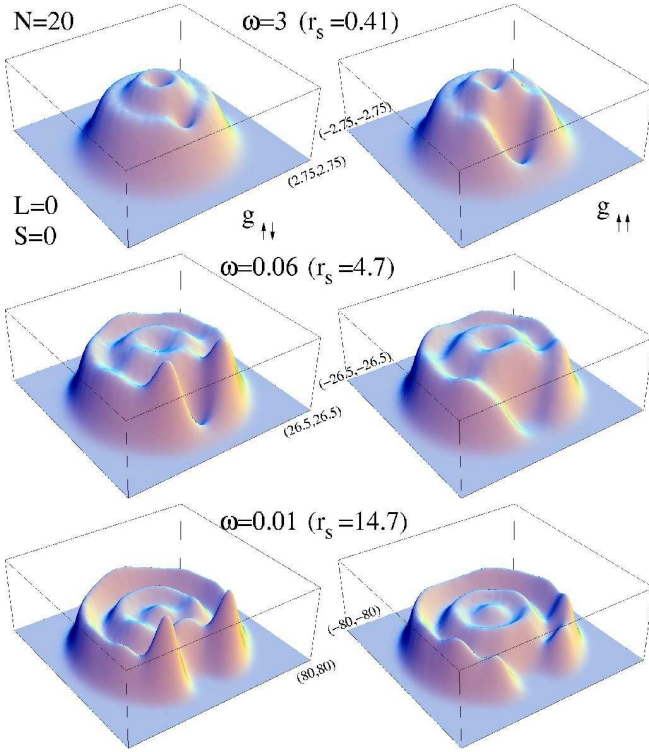 N=20
ω=3 (r_s=0.41)
(−2.75,−2.75)
(2.75,2.75)
L=0
S=0
g↑↓
g↑↑
ω=0.06 (r_s=4.7)
(−26.5,−26.5)
(26.5,26.5)
ω=0.01 (r_s=14.7)
(−80,−80)
(80,80)